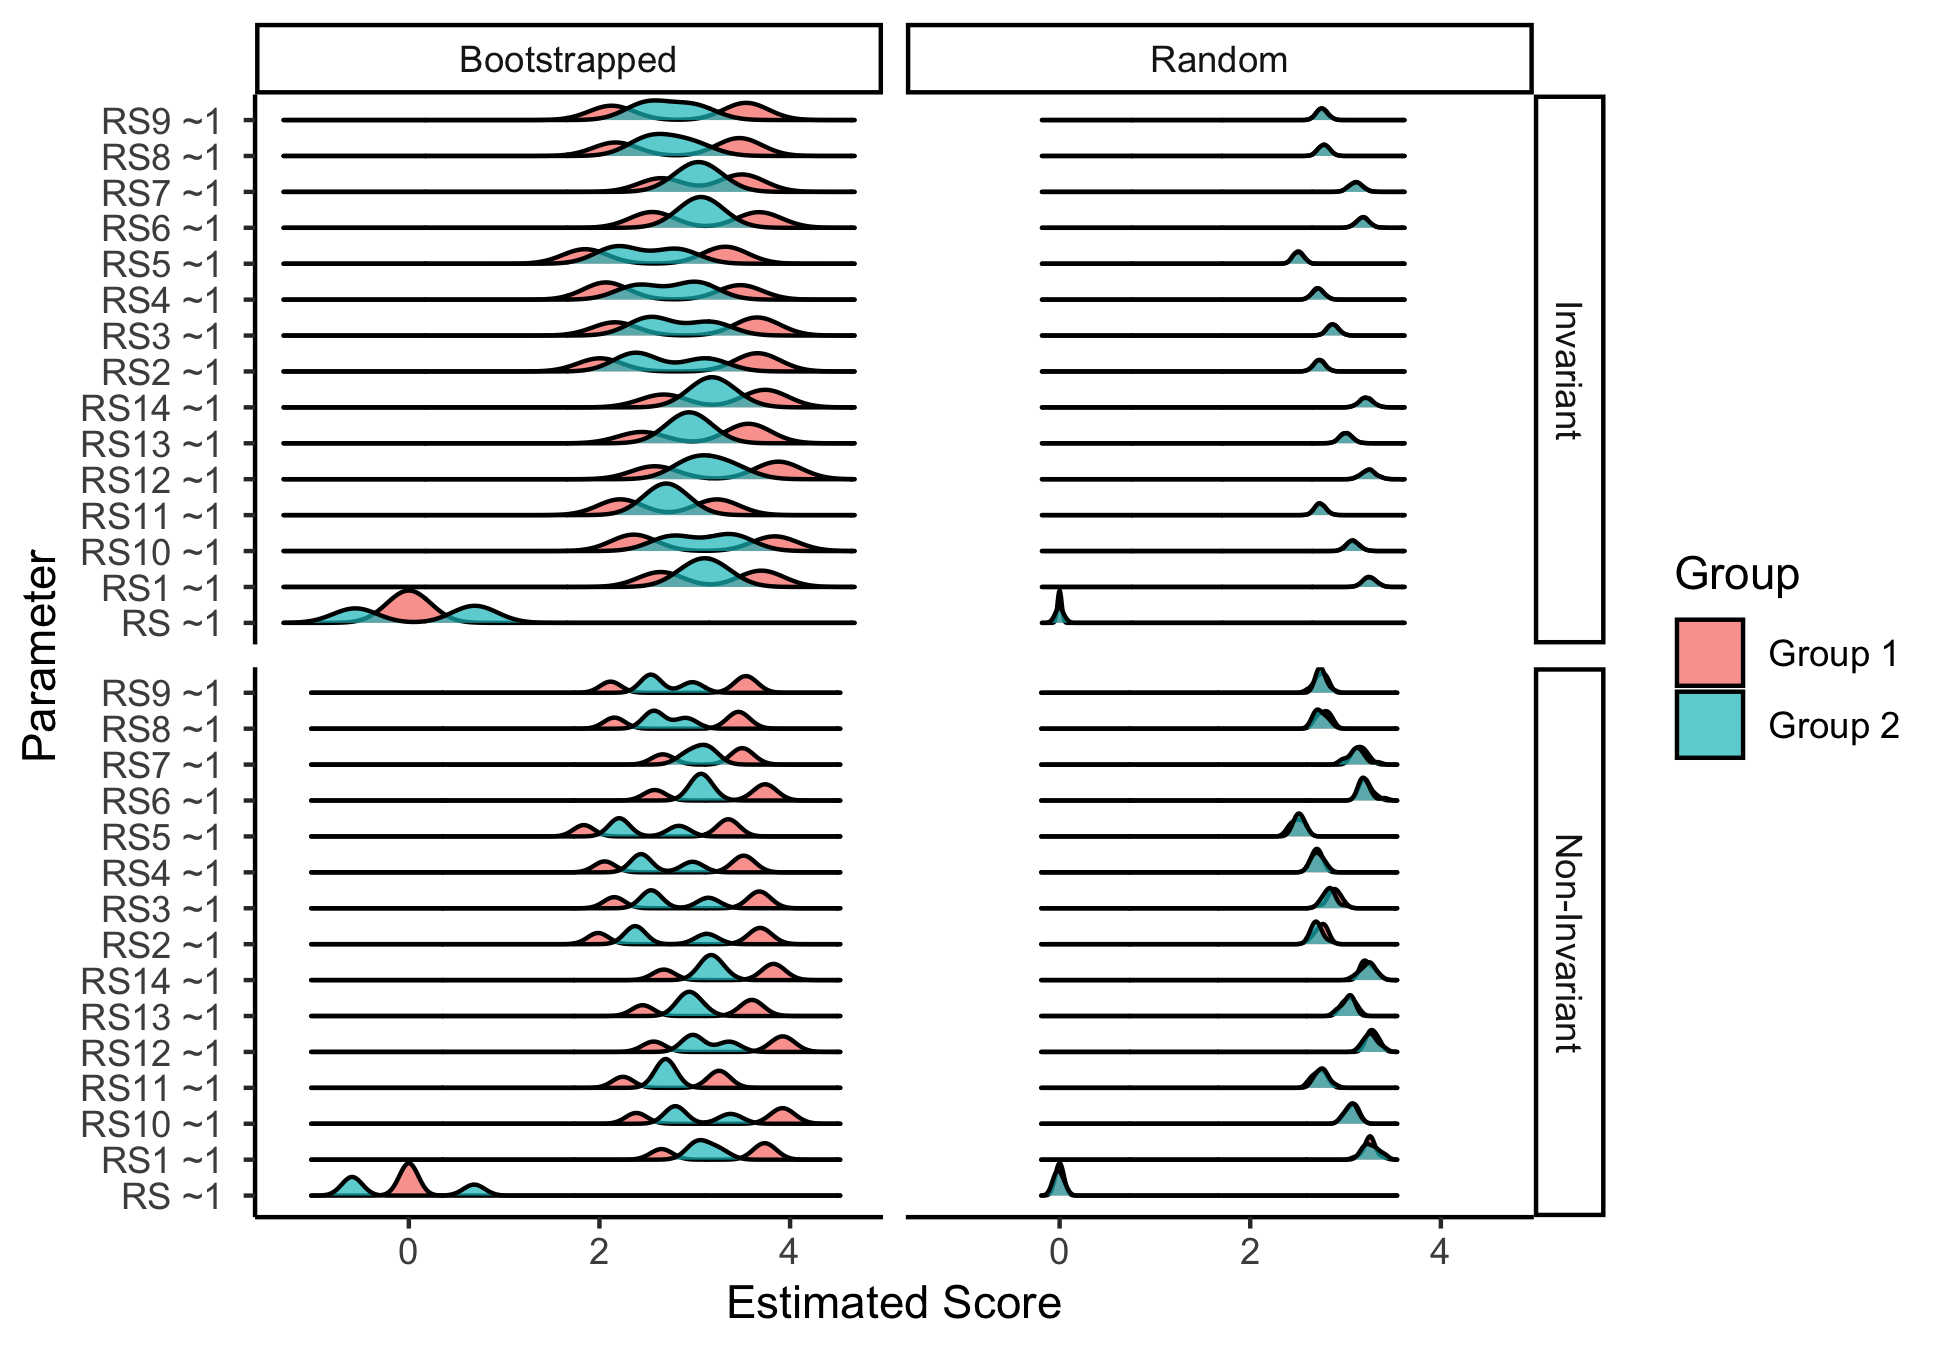 Bootstrapped
Random
RS9 ~1
RS8 ~1
RS7 ~1
RS6 ~1
RS5 ~1
RS4 ~1
RS3 ~1
RS2 ~1
RS14 ~1
RS13 ~1
RS12 ~1
RS11 ~1
RS10 ~1
RS1 ~1
RS ~1
Invariant
RS9 ~1
RS8 ~1
RS7 ~1
RS6 ~1
RS5 ~1
RS4 ~1
RS3 ~1
RS2 ~1
RS14 ~1
RS13 ~1
RS12 ~1
RS11 ~1
RS10 ~1
RS1 ~1
RS ~1
Non-Invariant
Parameter
0 2 4
0 2 4
Estimated Score
Group
Group 1
Group 2